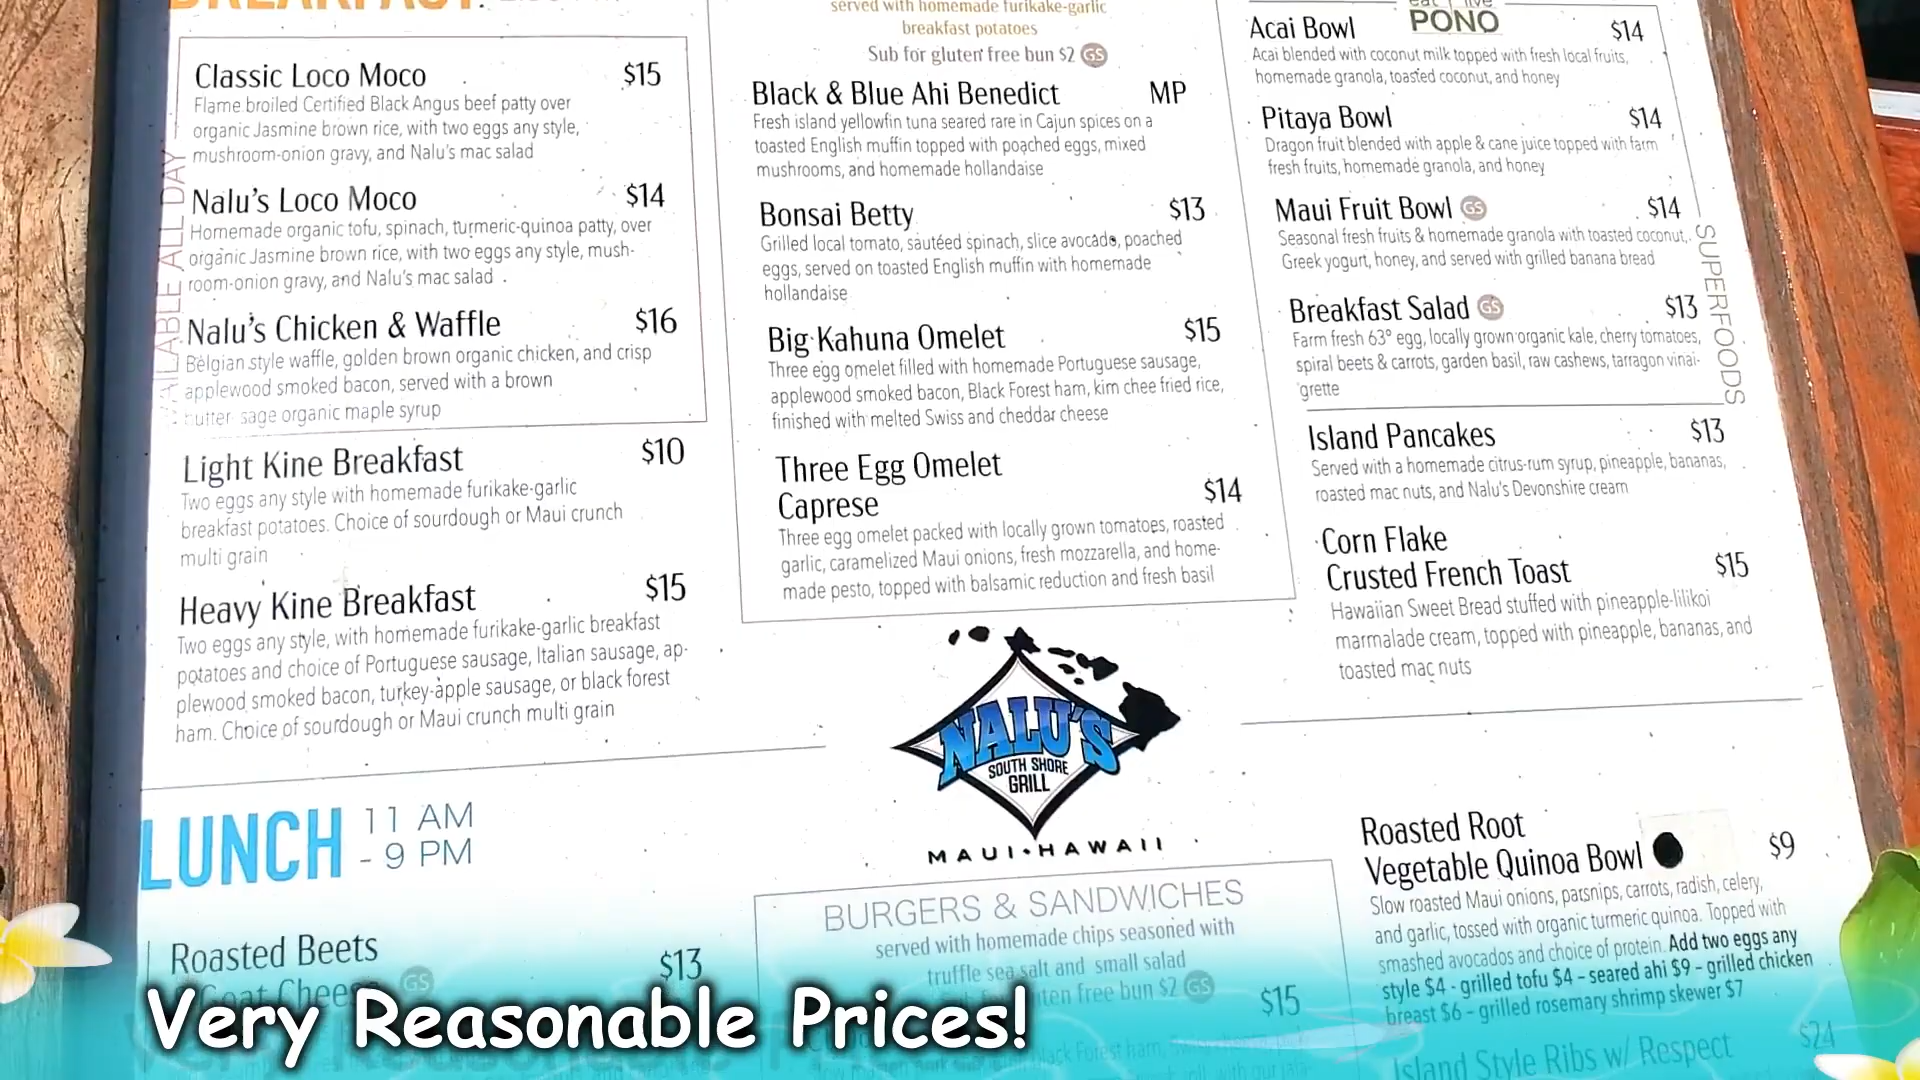 BREAKFAST
Classic Loco Moco $15
Flame broiled Certified Black Angus beef patty over
organic Jasmine brown rice, with two eggs any style,
mushroom-onion gravy, and Nalu's mac salad
Nalu's Loco Moco $14
Homemade organic tofu, spinach, turmeric-quinoa patty, over
organic Jasmine brown rice, with two eggs any style, mush-
room-onion gravy, and Nalu's mac salad
Nalu's Chicken & Waffle $16
Belgian style waffle, golden brown organic chicken, and crisp
applewood smoked bacon, served with a brown
butter sage organic maple syrup
Light Kine Breakfast $10
Two eggs any style with homemade furikake-garlic
breakfast potatoes. Choice of sourdough or Maui crunch
multi grain
Heavy Kine Breakfast $15
Two eggs any style, with homemade furikake-garlic breakfast
potatoes and choice of Portuguese sausage, Italian sausage, ap-
plewood smoked bacon, turkey-apple sausage, or black forest
ham. Choice of sourdough or Maui crunch multi grain
served with homemade furikake-garlic
breakfast potatoes
Sub for gluten free bun $2 GS
Black & Blue Ahi Benedict MP
Fresh island yellowfin tuna seared rare in Cajun spices on a
toasted English muffin topped with poached eggs, mixed
mushrooms, and homemade hollandaise
Bonsai Betty $13
Grilled local tomato, sautéed spinach, slice avocado, poached
eggs, served on toasted English muffin with homemade
hollandaise
Big Kahuna Omelet $15
Three egg omelet filled with homemade Portuguese sausage,
applewood smoked bacon, Black Forest ham, kim chee fried rice,
finished with melted Swiss and cheddar cheese
Three Egg Omelet
Caprese $14
Three egg omelet packed with locally grown tomatoes, roasted
garlic, caramelized Maui onions, fresh mozzarella, and home-
made pesto, topped with balsamic reduction and fresh basil
eat live
PONO
Acai Bowl $14
Acai blended with coconut milk topped with fresh local fruits,
homemade granola, toasted coconut, and honey
Pitaya Bowl $14
Dragon fruit blended with apple & cane juice topped with farm
fresh fruits, homemade granola, and honey
Maui Fruit Bowl GS $14
Seasonal fresh fruits & homemade granola with toasted coconut,
Greek yogurt, honey, and served with grilled banana bread
Breakfast Salad GS $13
Farm fresh 63° egg, locally grown organic kale, cherry tomatoes,
spiral beets & carrots, garden basil, raw cashews, tarragon vinai-
grette
SUPERFOODS
Island Pancakes $13
Served with a homemade citrus-rum syrup, pineapple, bananas,
roasted mac nuts, and Nalu's Devonshire cream
Corn Flake
Crusted French Toast $15
Hawaiian Sweet Bread stuffed with pineapple-lilikoi
marmalade cream, topped with pineapple, bananas, and
toasted mac nuts
NALU'S
SOUTH SHORE
GRILL
MAUI•HAWAII
LUNCH 11 AM
- 9 PM
Roasted Beets
Goat Cheese GS $13
BURGERS & SANDWICHES
served with homemade chips seasoned with
truffle sea salt and small salad
free bun $2 GS
$15
Black Forest ham,
Roasted Root
Vegetable Quinoa Bowl $9
Slow roasted Maui onions, parsnips, carrots, radish, celery,
and garlic, tossed with organic turmeric quinoa. Topped with
smashed avocados and choice of protein. Add two eggs any
style $4 - grilled tofu $4 - seared ahi $9 - grilled chicken
breast $6 - grilled rosemary shrimp skewer $7
Island Style Ribs w/ Respect $24
Very Reasonable Prices!